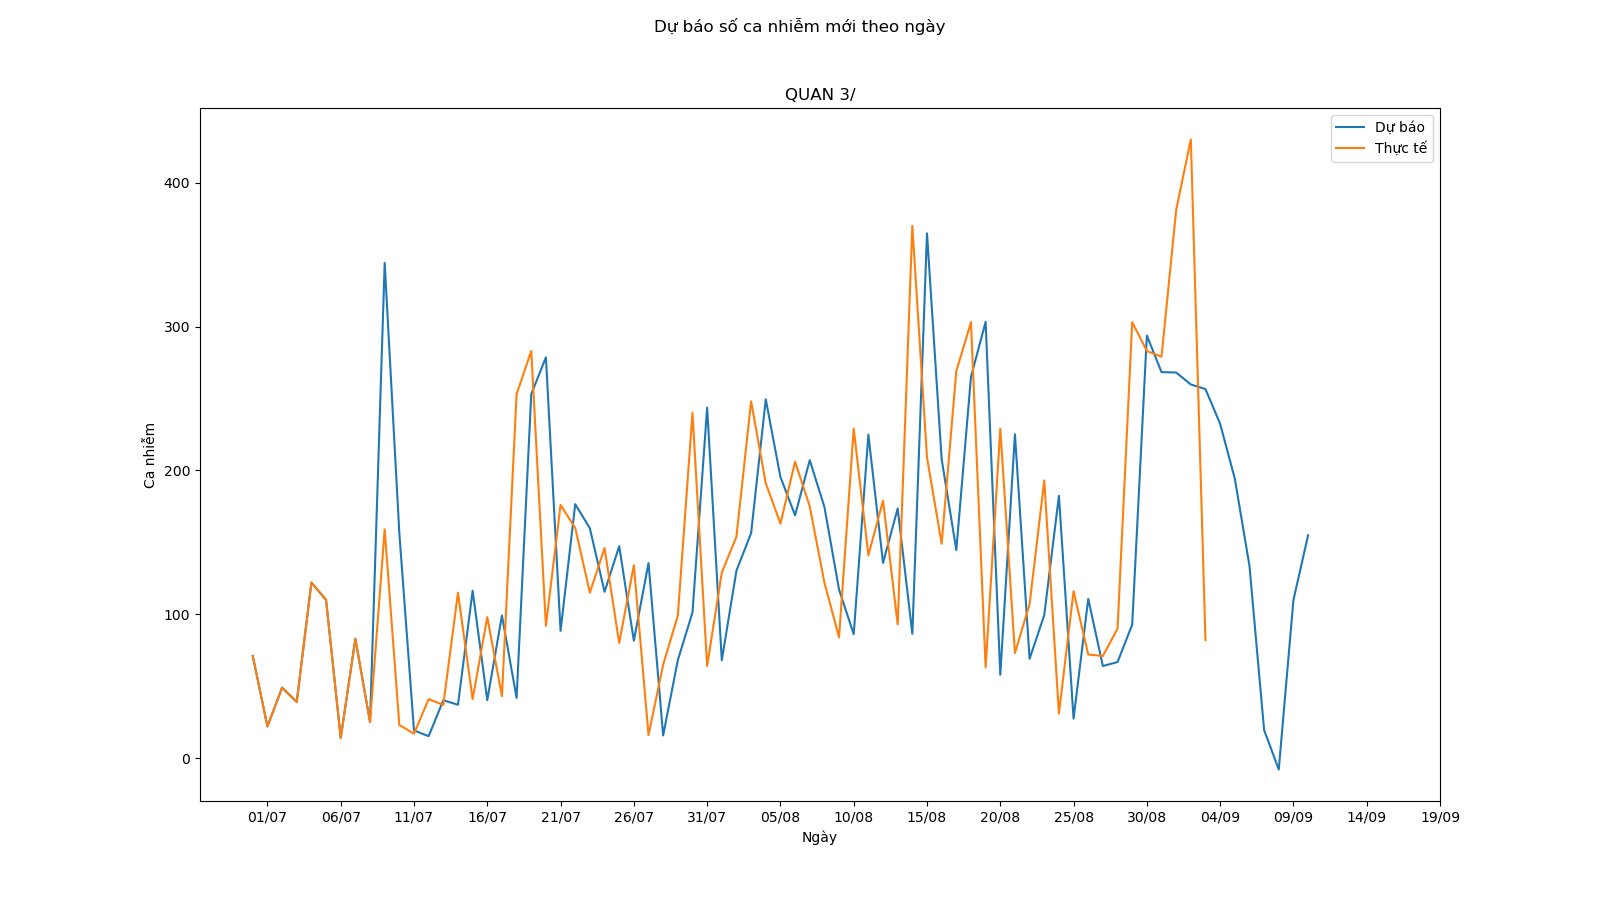 Dự báo số ca nhiễm mới theo ngày
QUAN 3/
Dự báo
Thực tế
400
300
200
100
0
Ca nhiễm
01/07 06/07 11/07 16/07 21/07 26/07 31/07 05/08 10/08 15/08 20/08 25/08 30/08 04/09 09/09 14/09 19/09
Ngày